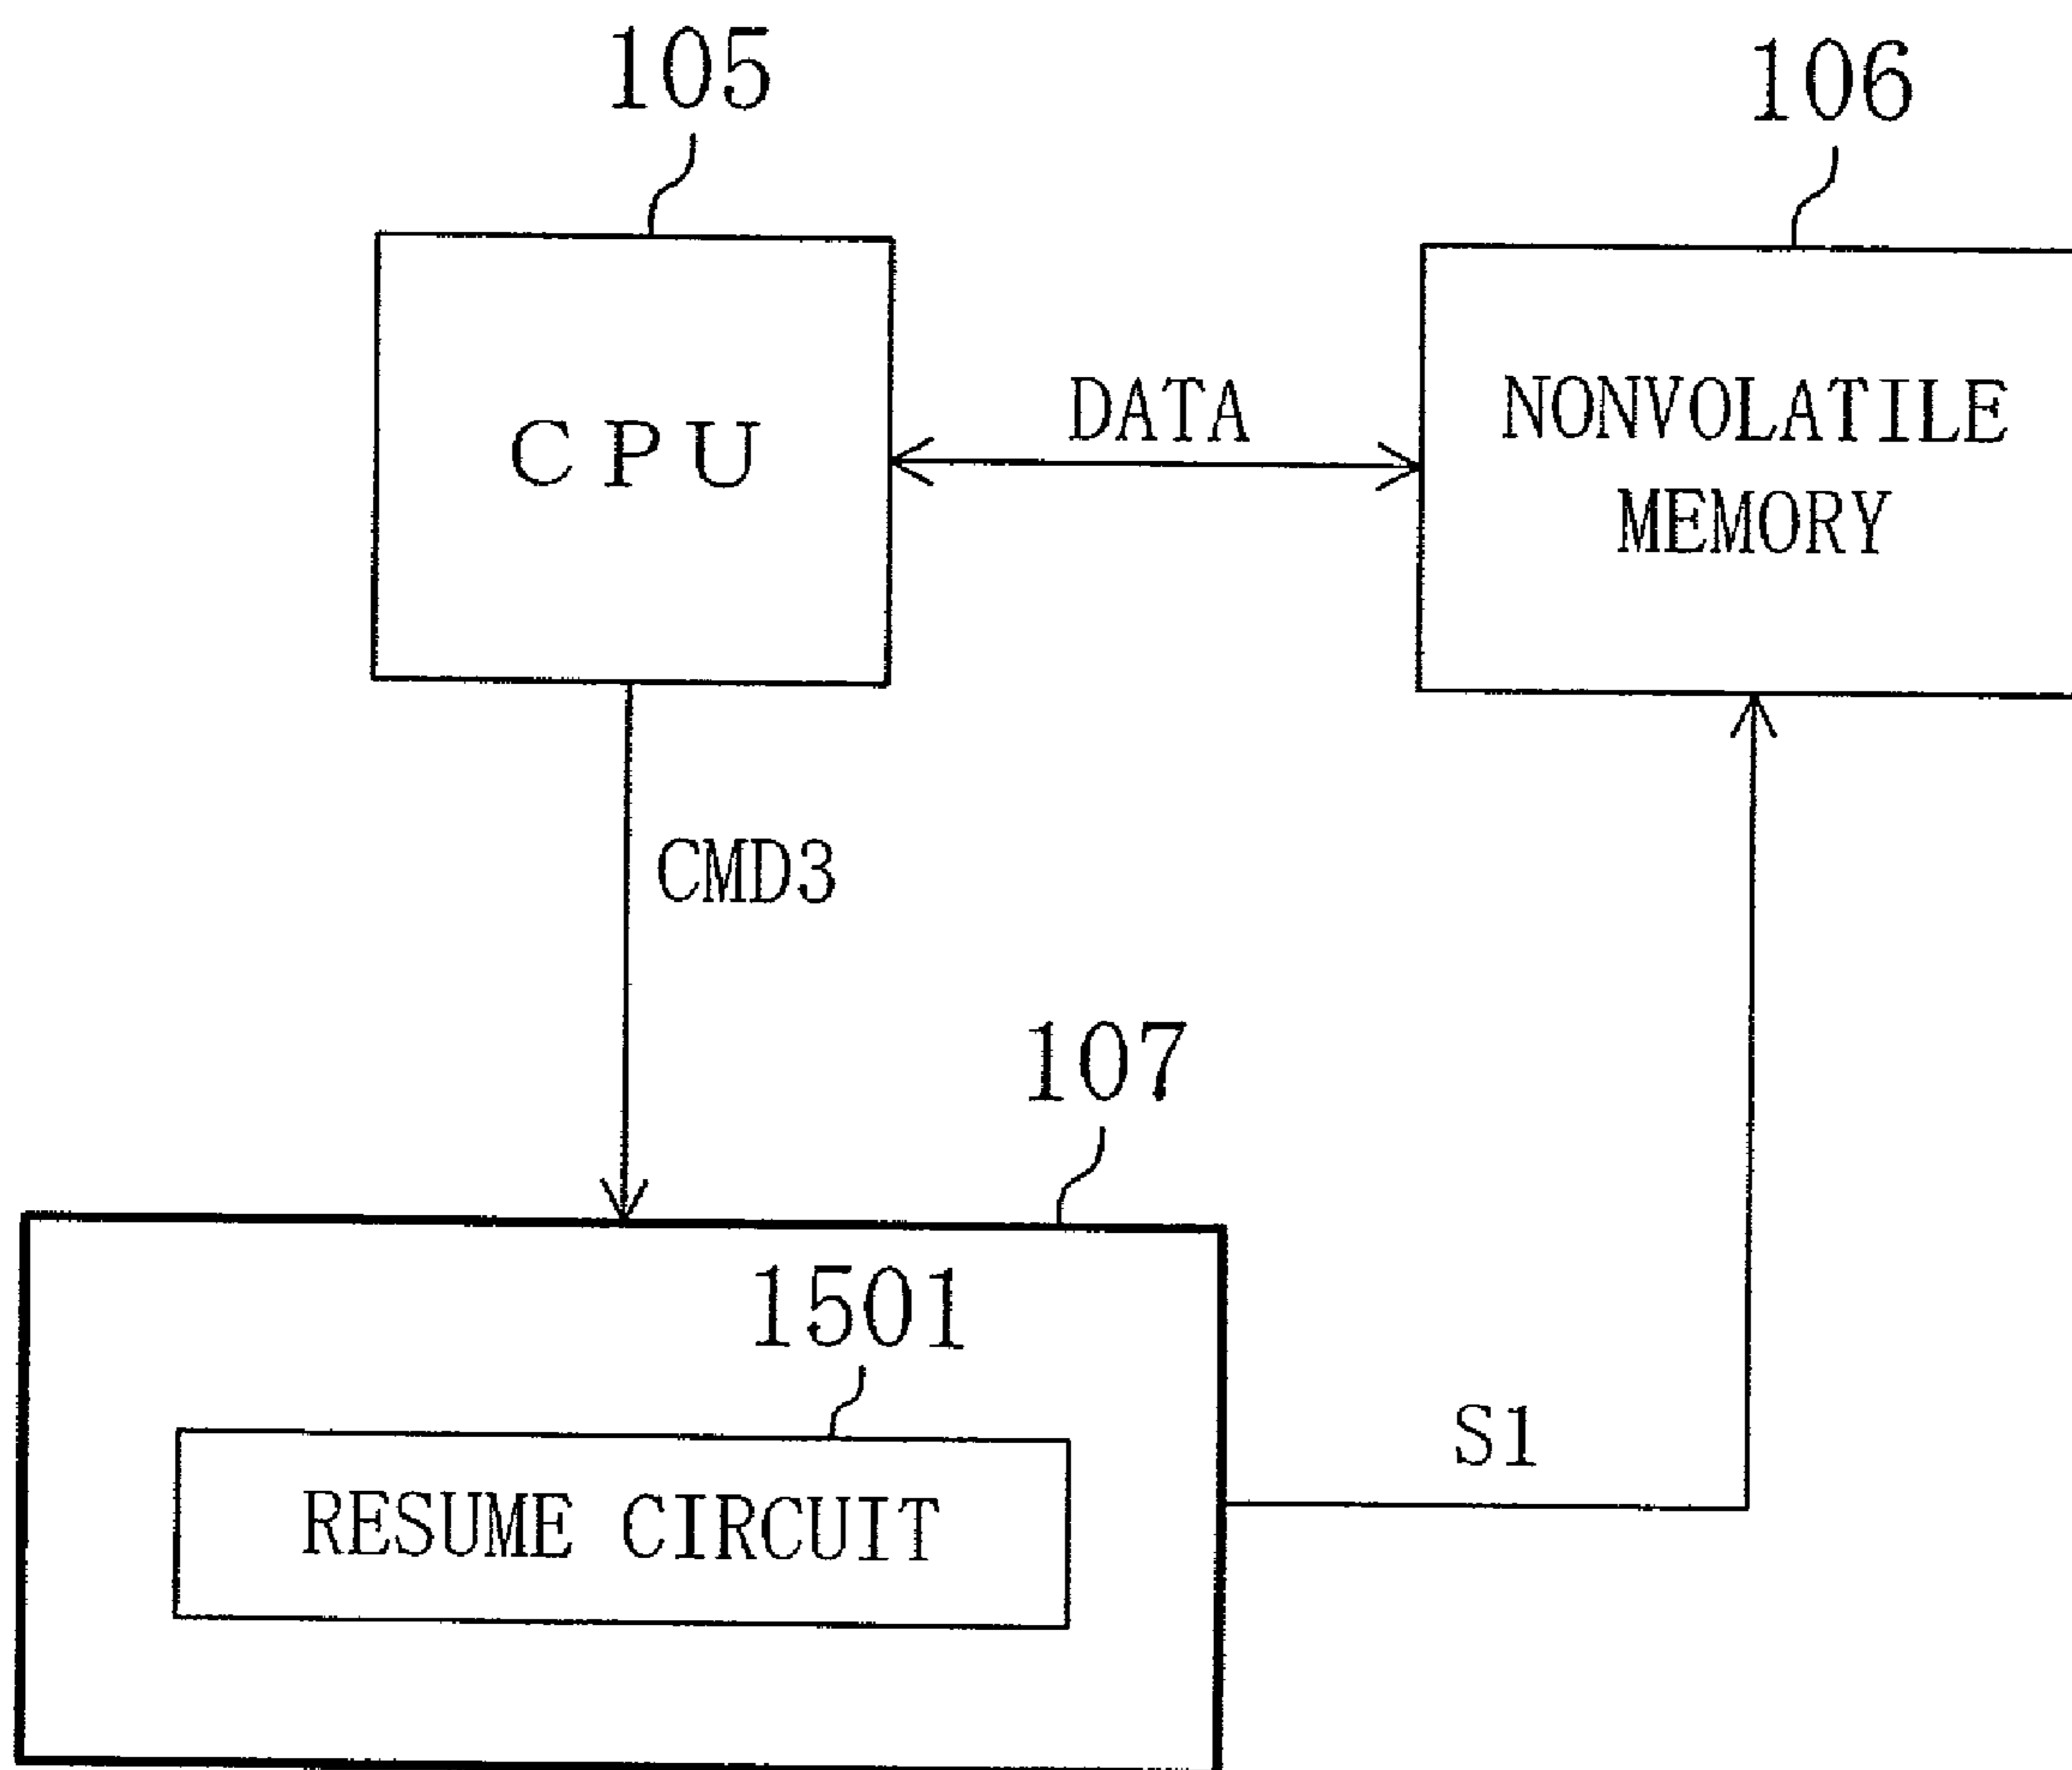 105
106
CPU
DATA
NONVOLATILE
MEMORY
CMD3
107
1501
RESUME CIRCUIT
S1